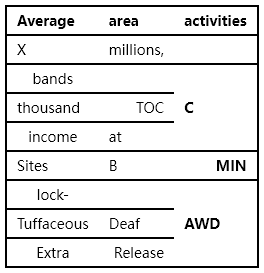 Average area activities
X millions,
bands
thousand TOC C
income at
Sites B MIN
lock-
Tuffaceous Deaf AWD
Extra Release